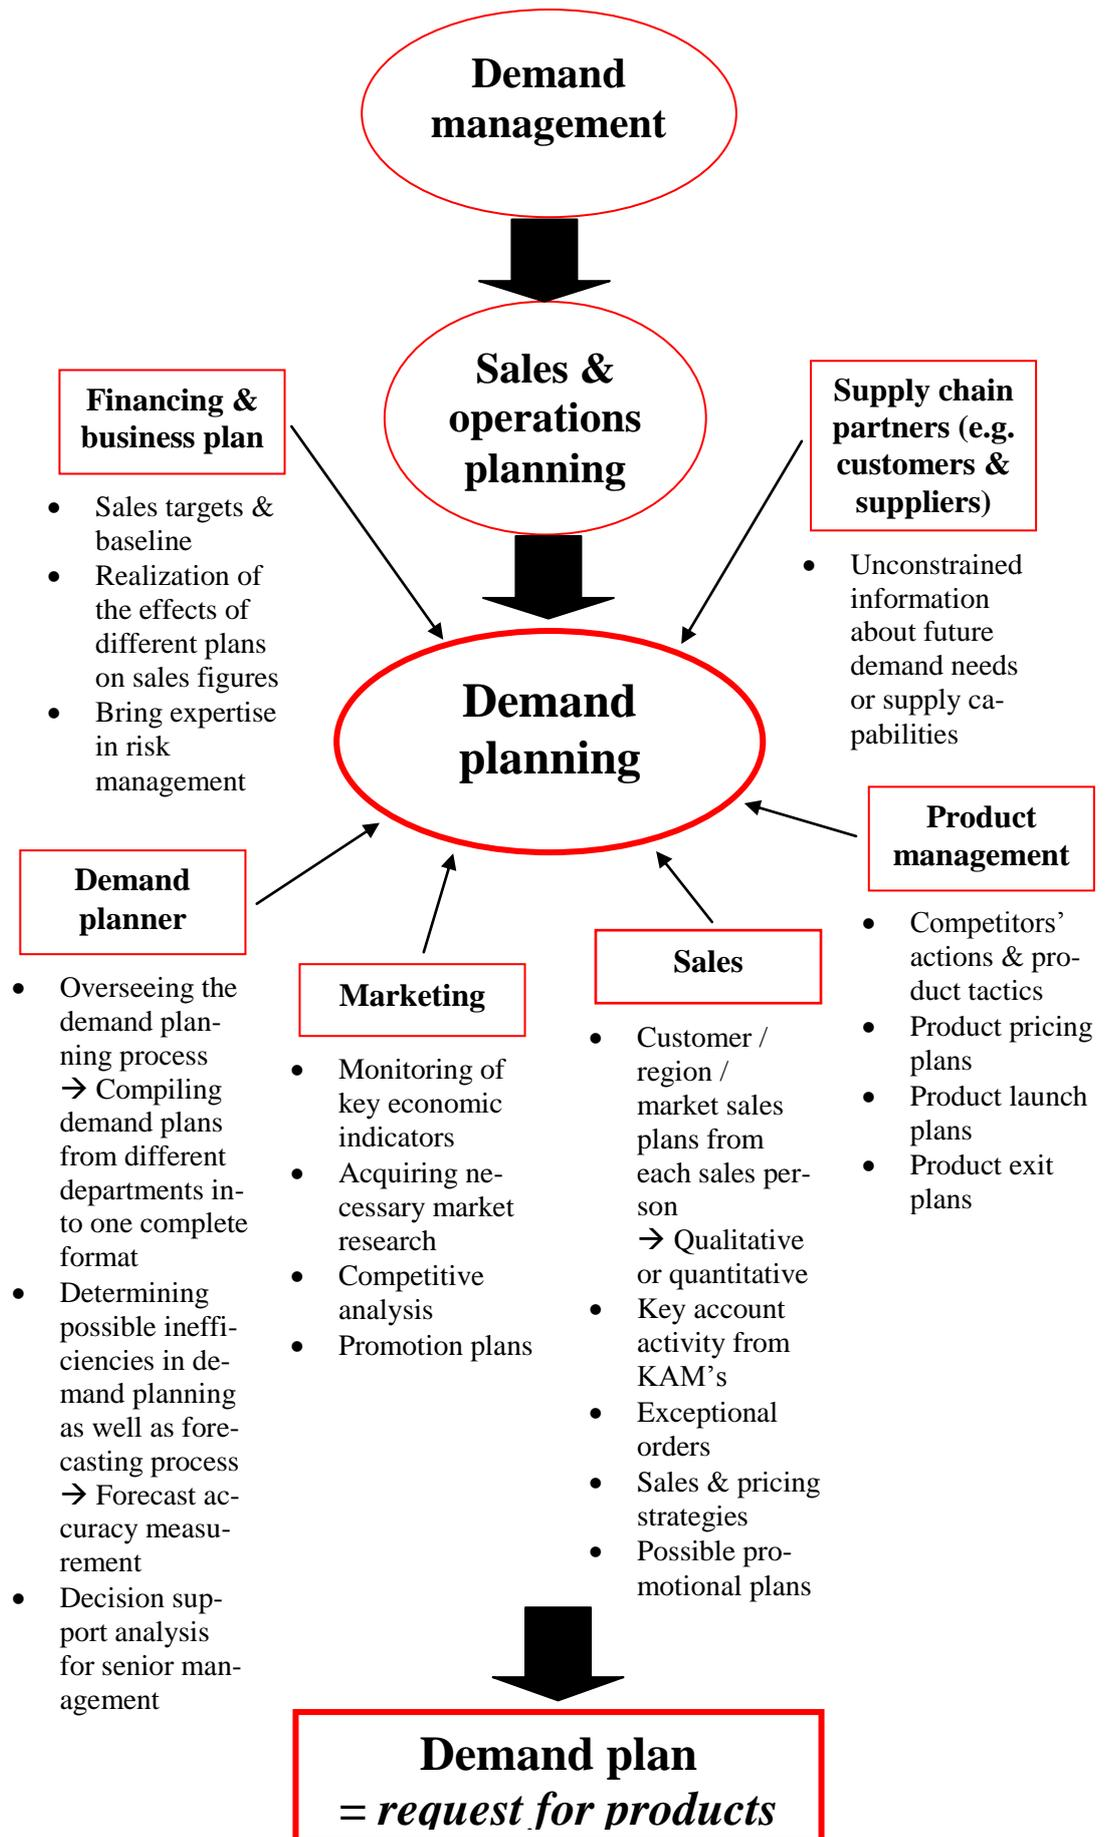 Demand
management
Sales &
operations
planning
Financing &
business plan
• Sales targets &
baseline
• Realization of
the effects of
different plans
on sales figures
• Bring expertise
in risk
management
Supply chain
partners (e.g.
customers &
suppliers)
• Unconstrained
information
about future
demand needs
or supply ca-
pabilities
Demand
planning
Product
management
• Competitors’
actions & pro-
duct tactics
• Product pricing
plans
• Product launch
plans
• Product exit
plans
Demand
planner
• Overseeing the
demand plan-
ning process
→ Compiling
demand plans
from different
departments in-
to one complete
format
• Determining
possible ineffi-
ciencies in de-
mand planning
as well as fore-
casting process
→ Forecast ac-
curacy measu-
rement
• Decision sup-
port analysis
for senior man-
agement
Marketing
• Monitoring of
key economic
indicators
• Acquiring ne-
cessary market
research
• Competitive
analysis
• Promotion plans
Sales
• Customer /
region /
market sales
plans from
each sales per-
son
→ Qualitative
or quantitative
• Key account
activity from
KAM’s
• Exceptional
orders
• Sales & pricing
strategies
• Possible pro-
motional plans
Demand plan
= request for products